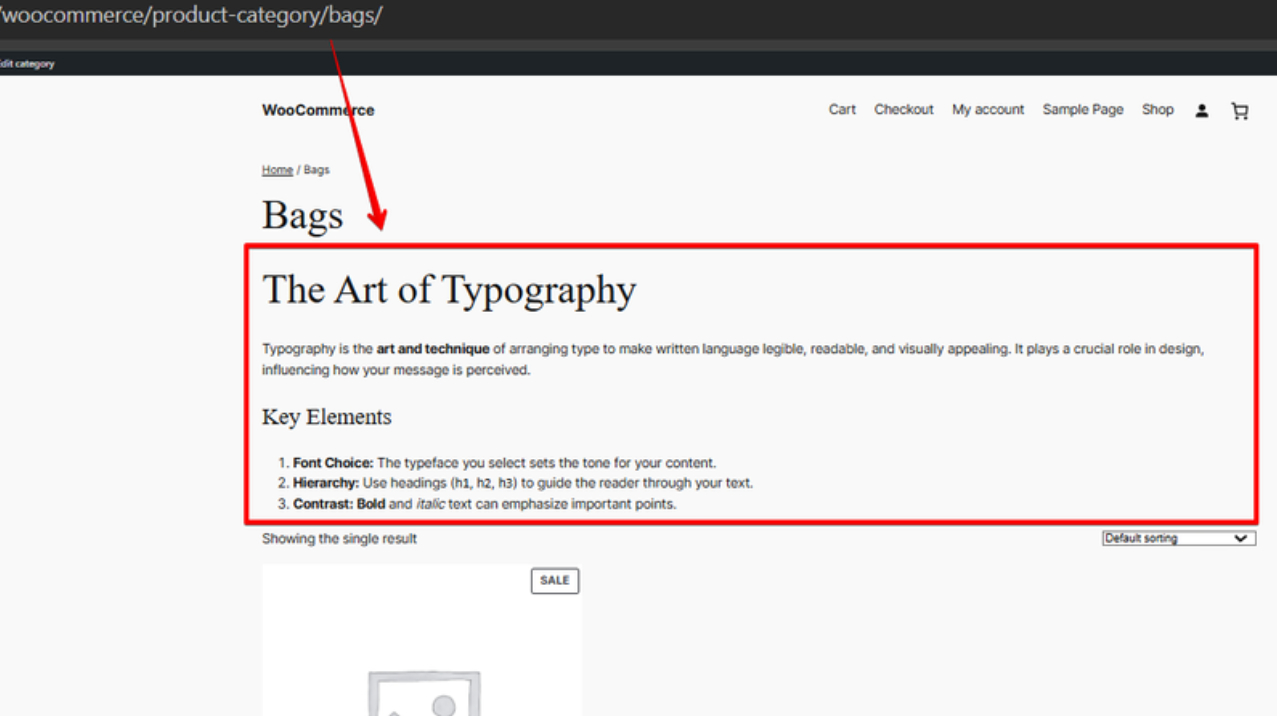 /woocommerce/product-category/bags/
Edit category
WooCommerce
Cart Checkout My account Sample Page Shop
Home / Bags
Bags
The Art of Typography
Typography is the art and technique of arranging type to make written language legible, readable, and visually appealing. It plays a crucial role in design,
influencing how your message is perceived.
Key Elements
1. Font Choice: The typeface you select sets the tone for your content.
2. Hierarchy: Use headings (h1, h2, h3) to guide the reader through your text.
3. Contrast: Bold and italic text can emphasize important points.
Showing the single result
Default sorting
SALE